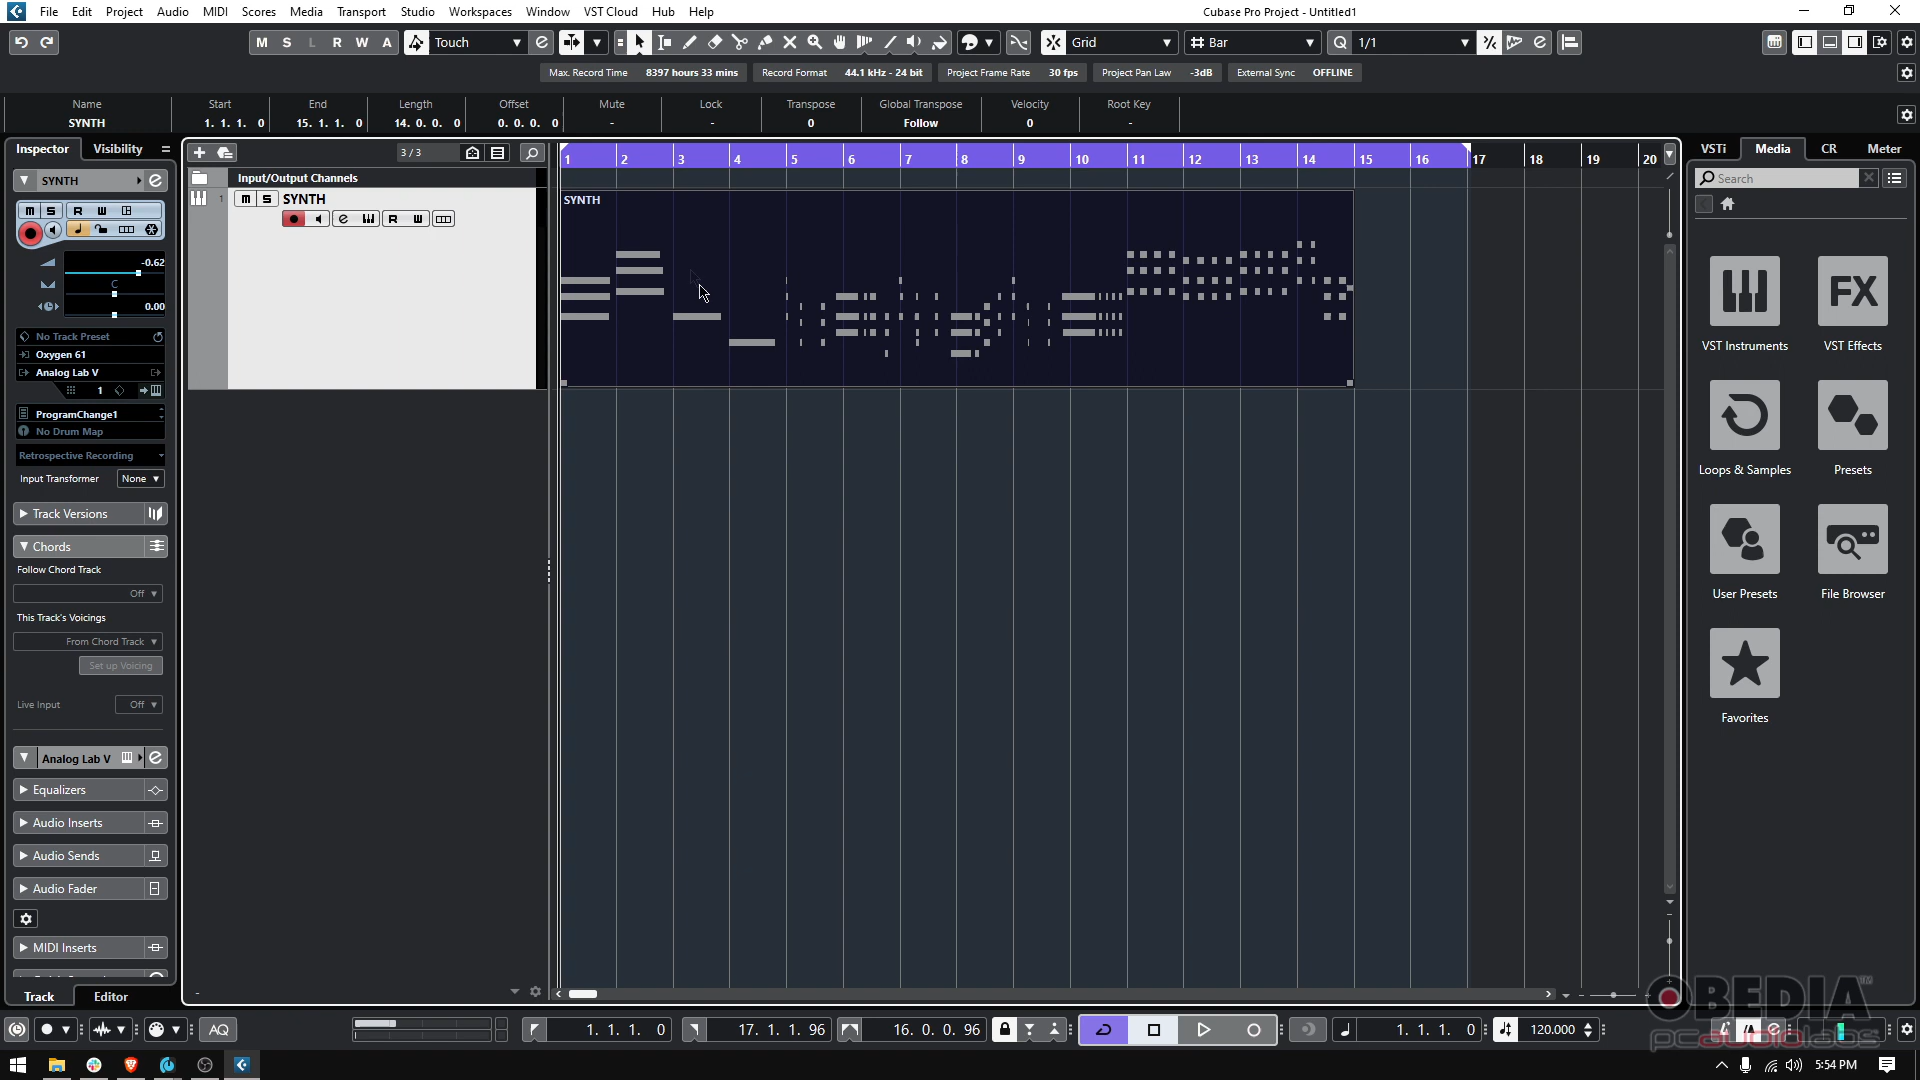 File Edit Project Audio MIDI Scores Media Transport Studio Workspaces Window VST Cloud Hub Help
Cubase Pro Project - Untitled1
M S L R W A Touch Grid Bar Q 1/1
Max. Record Time 8397 hours 33 mins Record Format 44.1 kHz - 24 bit Project Frame Rate 30 fps Project Pan Law -3dB External Sync OFFLINE
Name Start End Length Offset Mute Lock Transpose Global Transpose Velocity Root Key
SYNTH 1. 1. 1. 0 15. 1. 1. 0 14. 0. 0. 0 0. 0. 0. 0 - - 0 Follow 0 -
Inspector Visibility
3 / 3
1 2 3 4 5 6 7 8 9 10 11 12 13 14 15 16 17 18 19 20
VSTi Media CR Meter
Search
SYNTH
Input/Output Channels
1 m S SYNTH
R W
SYNTH
m S R W
-0.62
C
0.00
No Track Preset
Oxygen 61
Analog Lab V
1
ProgramChange1
No Drum Map
Retrospective Recording
Input Transformer None
Track Versions
Chords
Follow Chord Track
Off
This Track's Voicings
From Chord Track
Set up Voicing
Live Input Off
Analog Lab V
Equalizers
Audio Inserts
Audio Sends
Audio Fader
MIDI Inserts
Track Editor
FX
VST Instruments VST Effects
Loops & Samples Presets
User Presets File Browser
Favorites
AQ
1. 1. 1. 0 17. 1. 1. 96 16. 0. 0. 96 1. 1. 1. 0 120.000
OBEDIA™
pcaudiolabs
5:54 PM